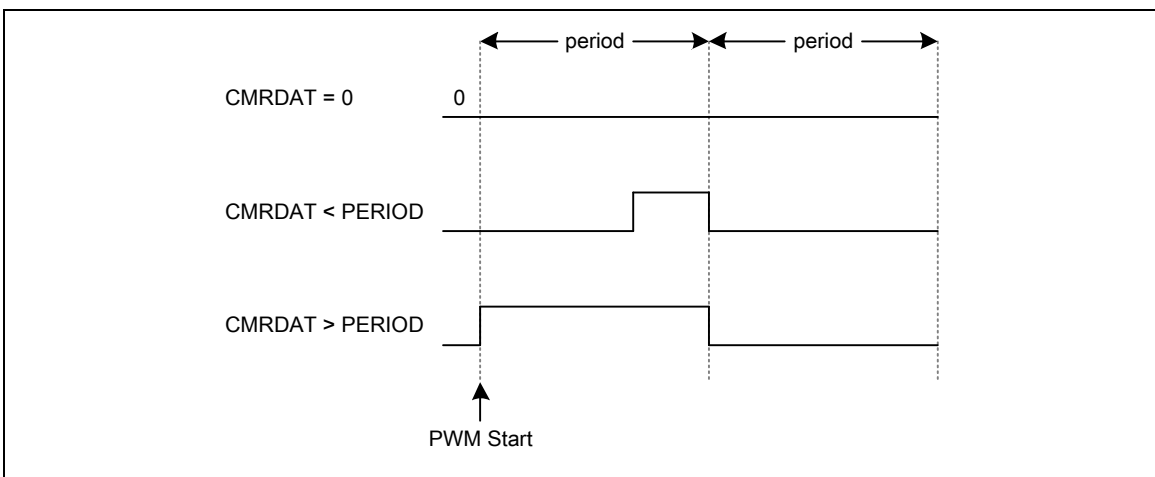 period period
CMRDAT = 0 0
CMRDAT < PERIOD
CMRDAT > PERIOD
PWM Start